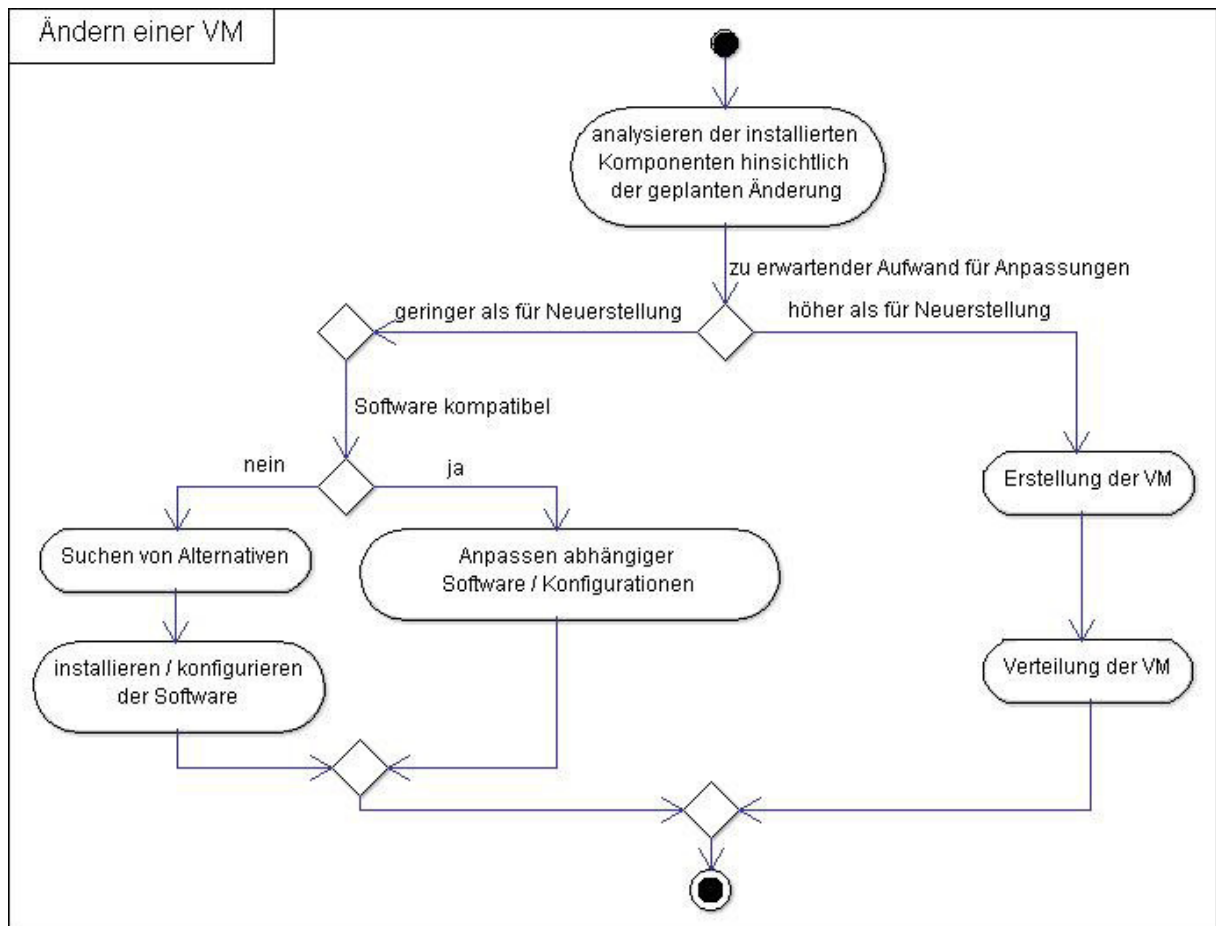 Ändern einer VM
analysieren der installierten
Komponenten hinsichtlich
der geplanten Änderung
zu erwartender Aufwand für Anpassungen
geringer als für Neuerstellung
höher als für Neuerstellung
Software kompatibel
nein
ja
Erstellung der VM
Suchen von Alternativen
Anpassen abhängiger
Software / Konfigurationen
installieren / konfigurieren
der Software
Verteilung der VM